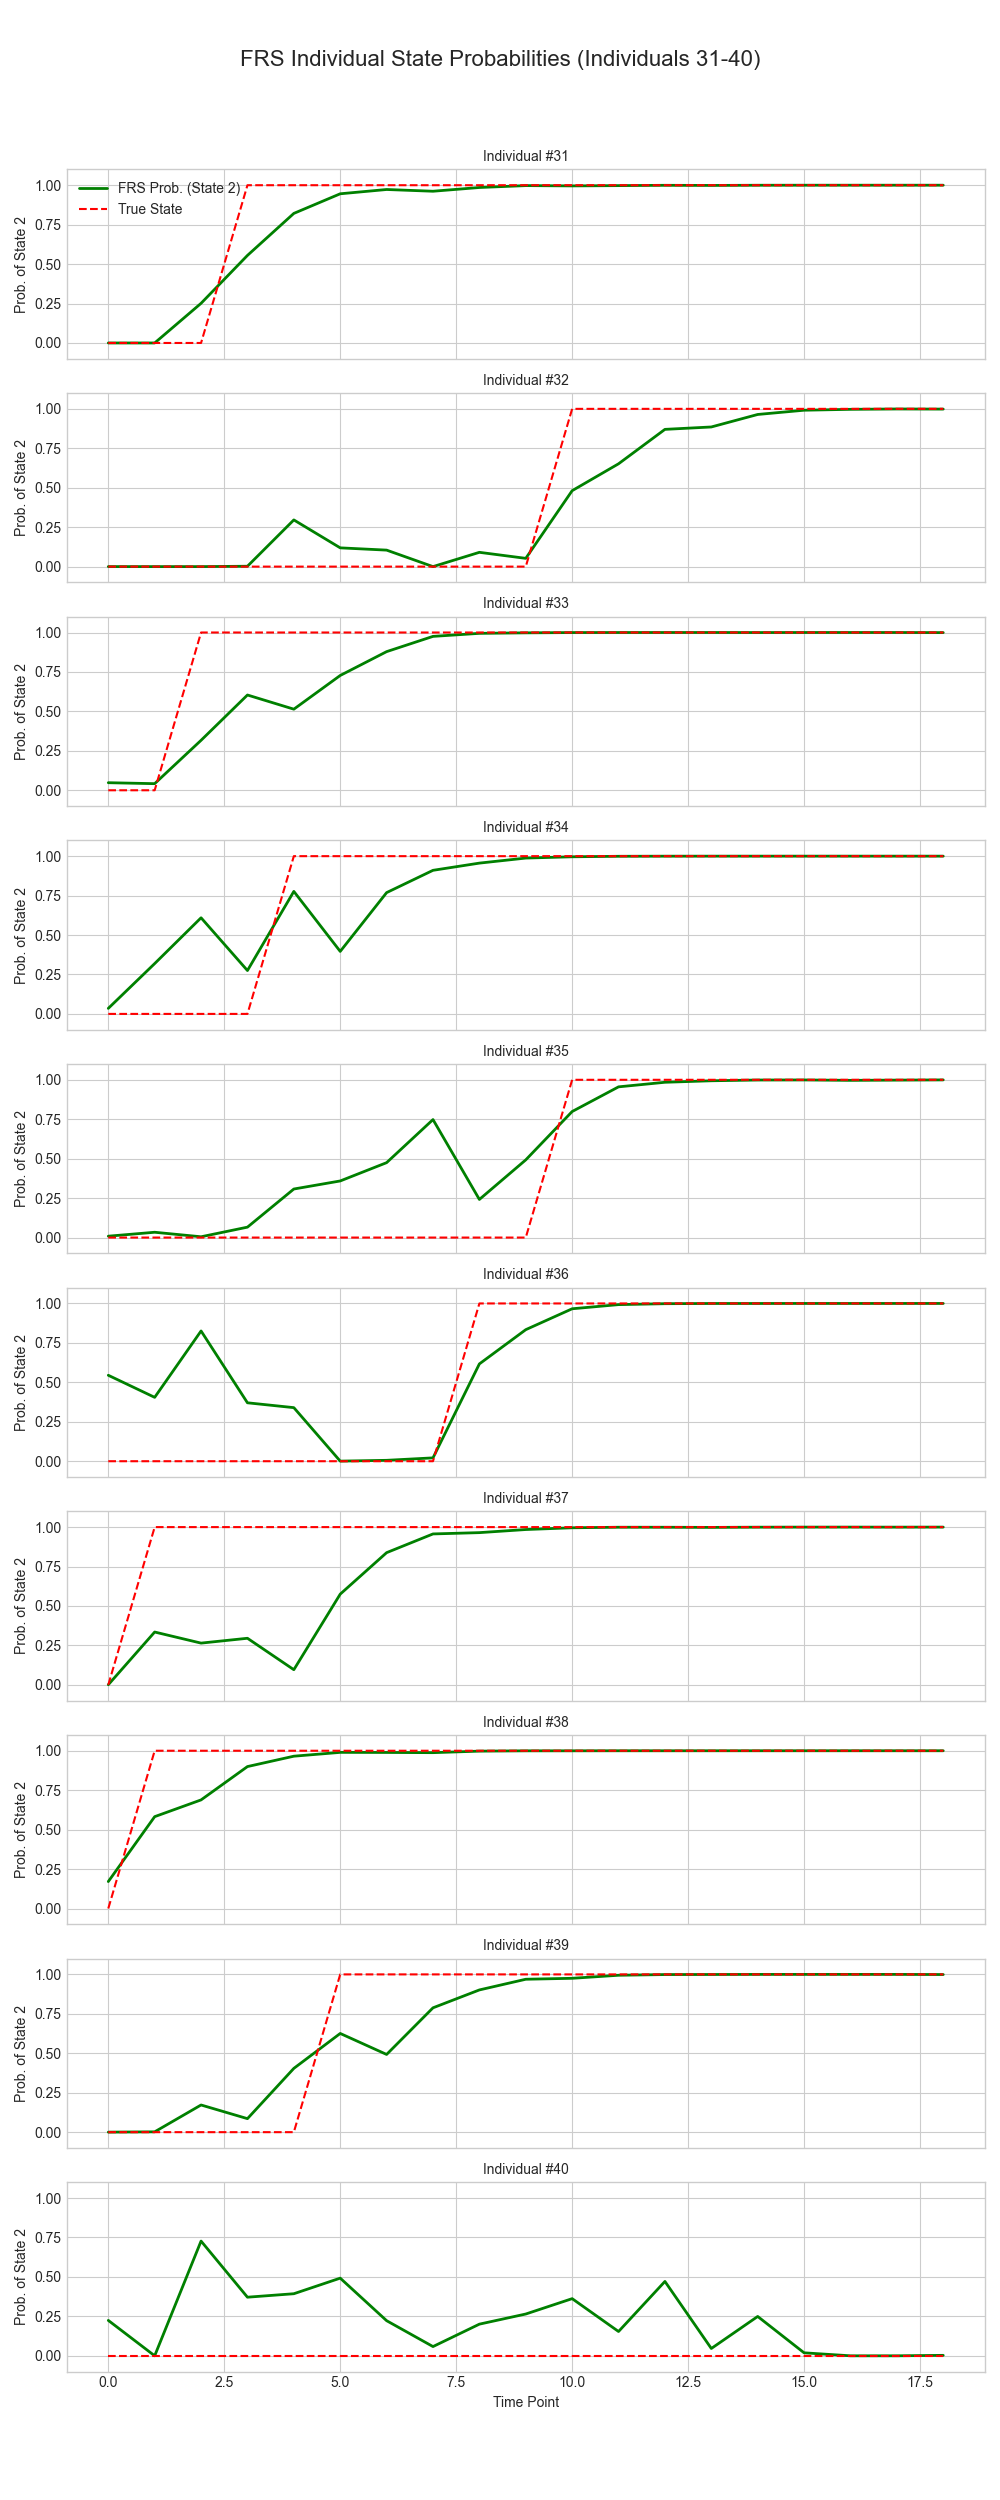 FRS Individual State Probabilities (Individuals 31-40)
Individual #31
1.00
0.75
0.50
0.25
0.00
Prob. of State 2
FRS Prob. (State 2)
True State
Individual #32
1.00
0.75
0.50
0.25
0.00
Prob. of State 2
Individual #33
1.00
0.75
0.50
0.25
0.00
Prob. of State 2
Individual #34
1.00
0.75
0.50
0.25
0.00
Prob. of State 2
Individual #35
1.00
0.75
0.50
0.25
0.00
Prob. of State 2
Individual #36
1.00
0.75
0.50
0.25
0.00
Prob. of State 2
Individual #37
1.00
0.75
0.50
0.25
0.00
Prob. of State 2
Individual #38
1.00
0.75
0.50
0.25
0.00
Prob. of State 2
Individual #39
1.00
0.75
0.50
0.25
0.00
Prob. of State 2
Individual #40
1.00
0.75
0.50
0.25
0.00
Prob. of State 2
0.0 2.5 5.0 7.5 10.0 12.5 15.0 17.5
Time Point